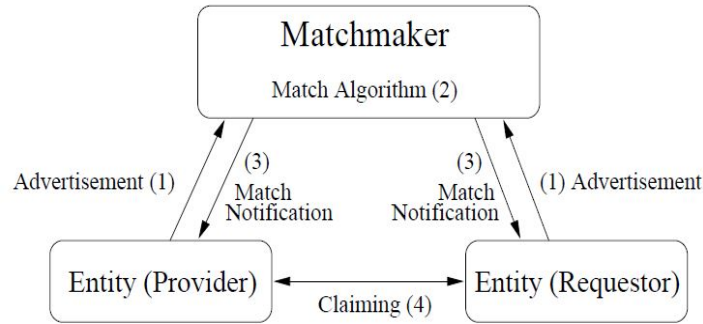 Matchmaker
Match Algorithm (2)
Advertisement (1)
(3)
Match
Notification
(3)
Match
Notification
(1) Advertisement
Entity (Provider)
Claiming (4)
Entity (Requestor)